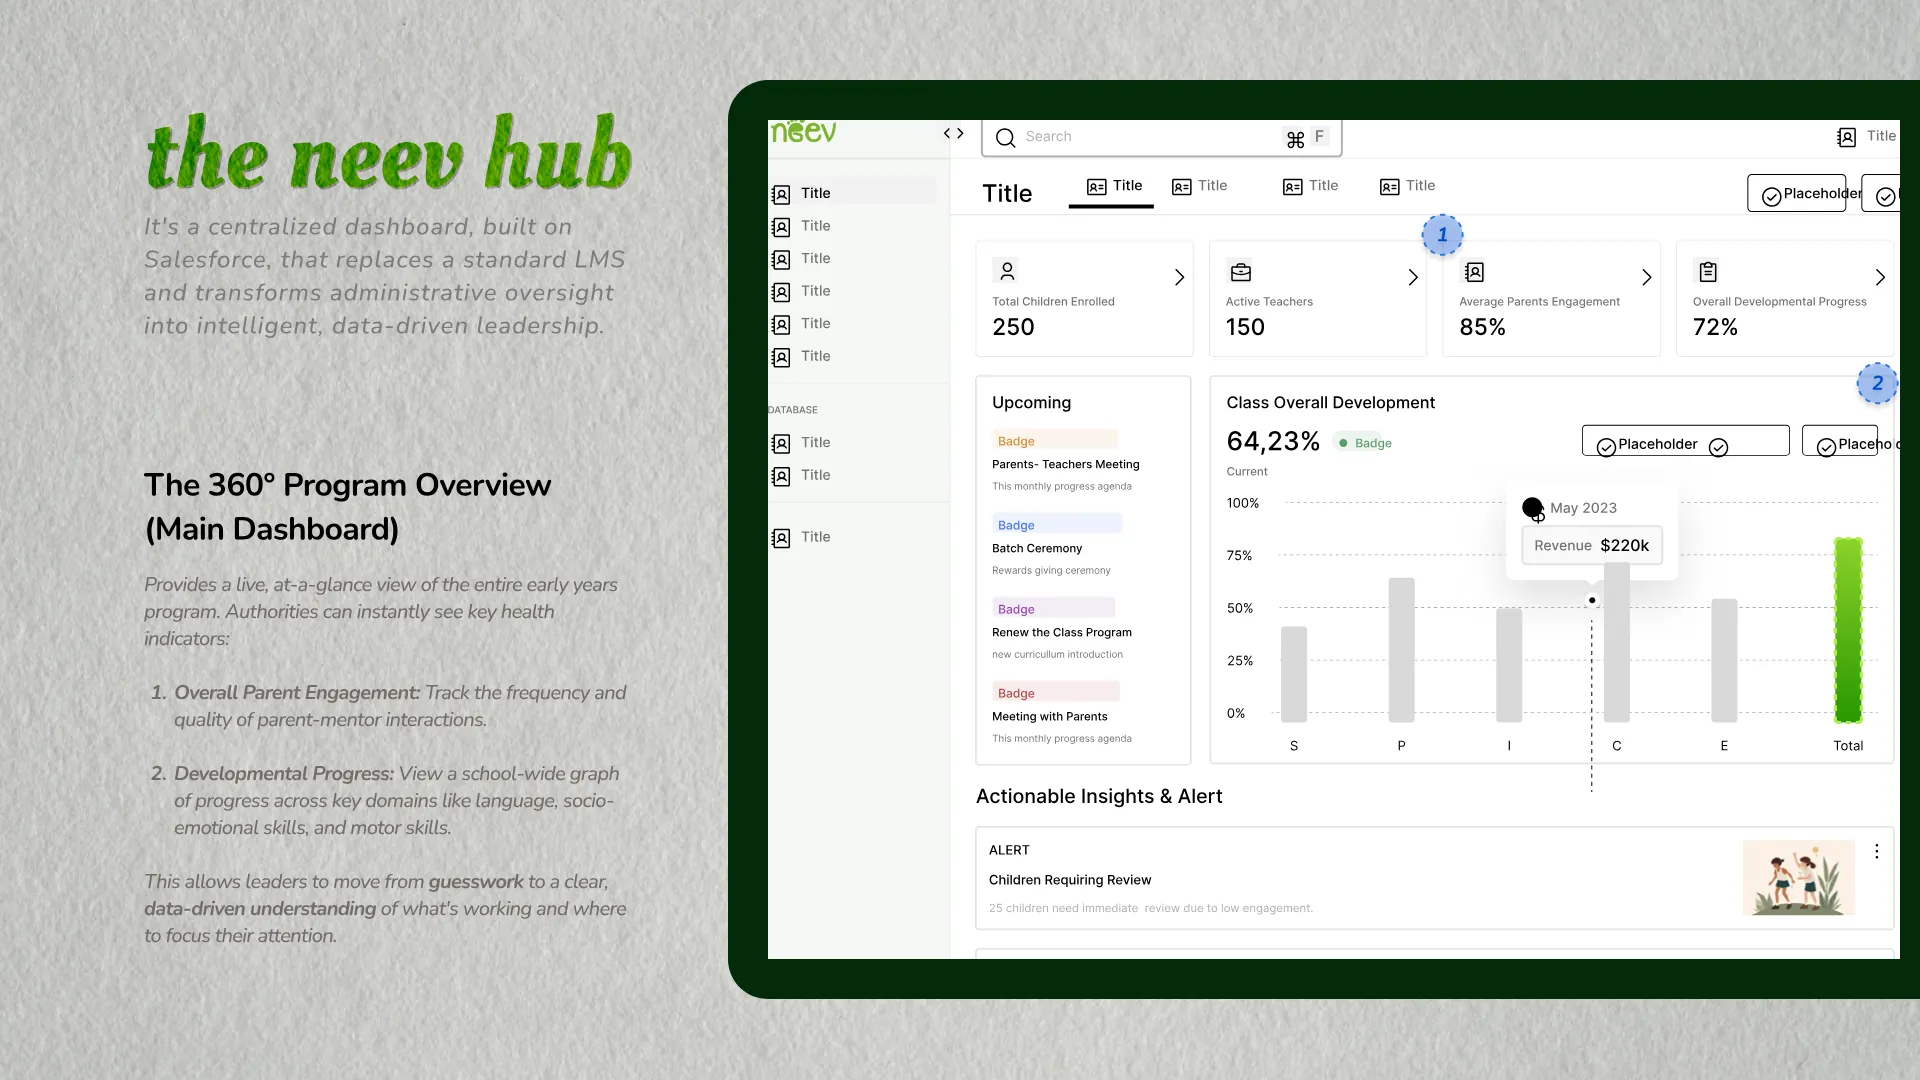 the neev hub
It's a centralized dashboard, built on
Salesforce, that replaces a standard LMS
and transforms administrative oversight
into intelligent, data-driven leadership.
The 360° Program Overview
(Main Dashboard)
Provides a live, at-a-glance view of the entire early years
program. Authorities can instantly see key health
indicators:
1. Overall Parent Engagement: Track the frequency and
quality of parent-mentor interactions.
2. Developmental Progress: View a school-wide graph
of progress across key domains like language, socio-
emotional skills, and motor skills.
This allows leaders to move from guesswork to a clear,
data-driven understanding of what's working and where
to focus their attention.
neev
Search
⌘ F
Title
Title
Title
Title
Title
Title
Title
DATABASE
Title
Title
Title
Title
Title
Title
Title
Title
Placeholder
1
Total Children Enrolled
250
Active Teachers
150
Average Parents Engagement
85%
Overall Developmental Progress
72%
2
Upcoming
Badge
Parents- Teachers Meeting
This monthly progress agenda
Badge
Batch Ceremony
Rewards giving ceremony
Badge
Renew the Class Program
new curricullum introduction
Badge
Meeting with Parents
This monthly progress agenda
Class Overall Development
64,23%
Badge
Current
Placeholder
Placehol
100%
75%
50%
25%
0%
May 2023
Revenue $220k
S P I C E Total
Actionable Insights & Alert
ALERT
Children Requiring Review
25 children need immediate review due to low engagement.